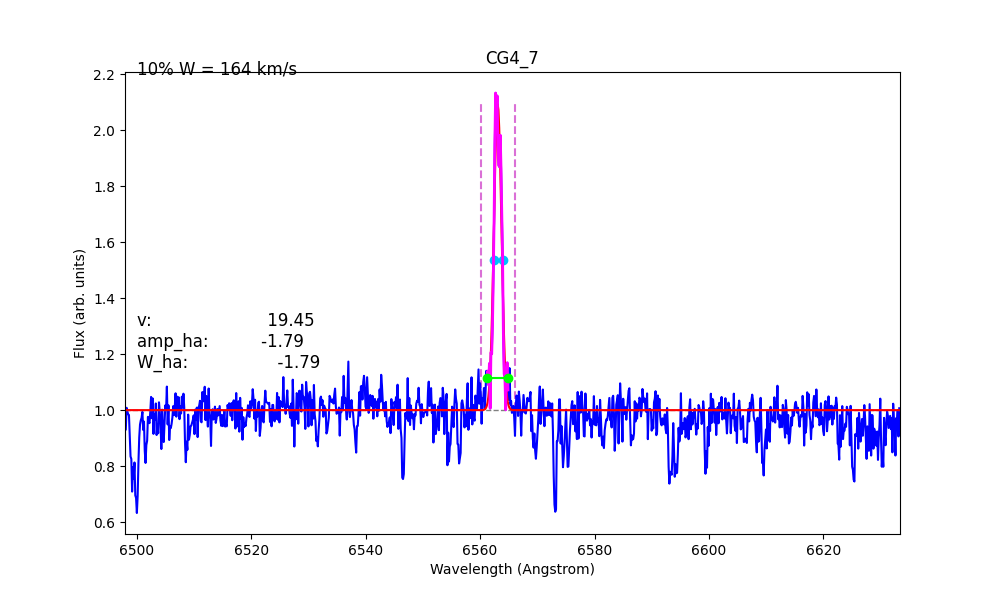 CG4_7
10% W = 164 km/s
2.2
2.0
1.8
1.6
1.4
1.2
1.0
0.8
0.6
Flux (arb. units)
v: 19.45
amp_ha: -1.79
W_ha: -1.79
6500 6520 6540 6560 6580 6600 6620
Wavelength (Angstrom)